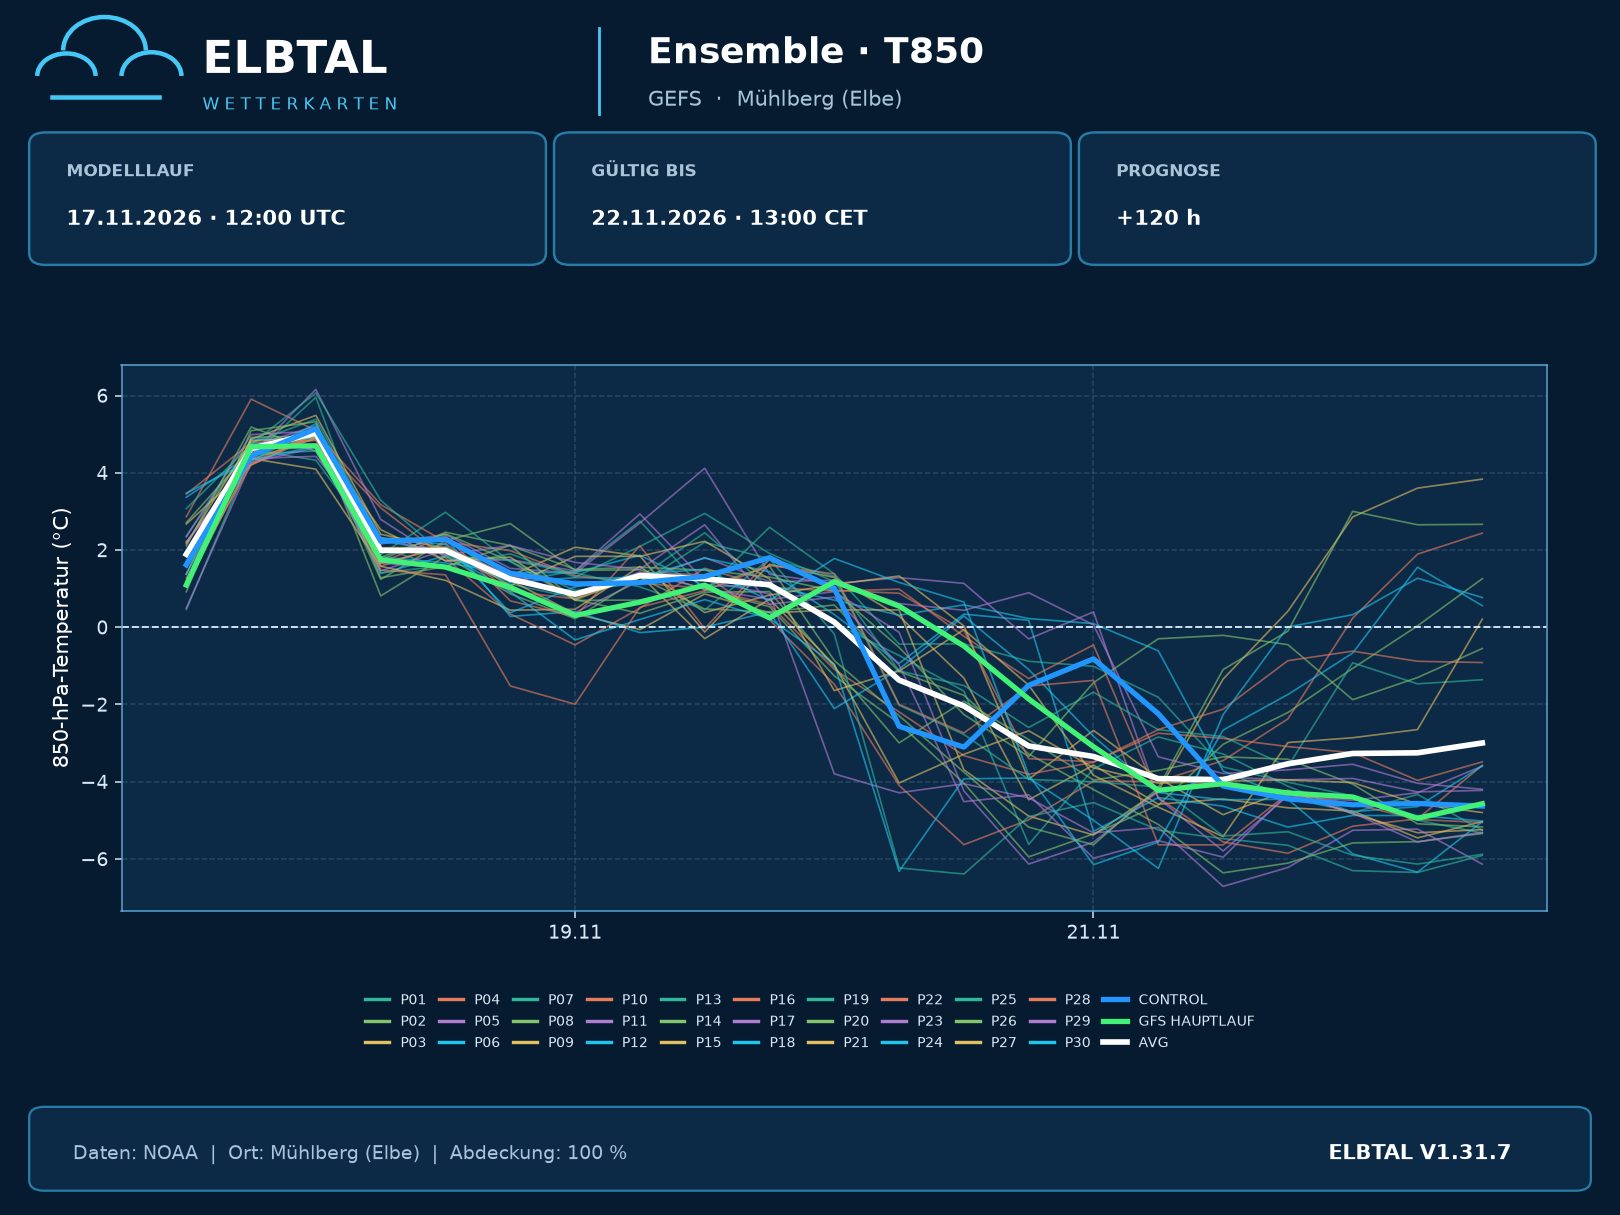 ELBTAL
WETTERKARTEN
Ensemble · T850
GEFS · Mühlberg (Elbe)
MODELLLAUF
17.11.2026 · 12:00 UTC
GÜLTIG BIS
22.11.2026 · 13:00 CET
PROGNOSE
+120 h
850-hPa-Temperatur (°C)
6
4
2
0
−2
−4
−6
19.11
21.11
P01 P04 P07 P10 P13 P16 P19 P22 P25 P28 CONTROL
P02 P05 P08 P11 P14 P17 P20 P23 P26 P29 GFS HAUPTLAUF
P03 P06 P09 P12 P15 P18 P21 P24 P27 P30 AVG
Daten: NOAA | Ort: Mühlberg (Elbe) | Abdeckung: 100 %
ELBTAL V1.31.7